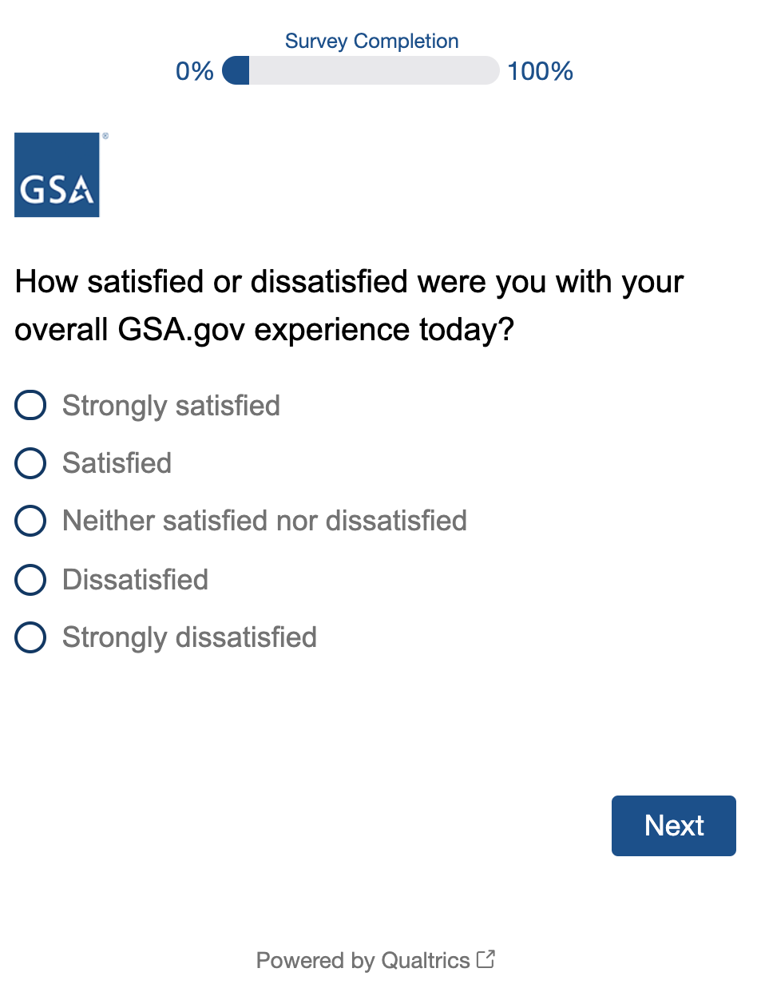 Survey Completion
0% 100%
GSA®
How satisfied or dissatisfied were you with your
overall GSA.gov experience today?
Strongly satisfied
Satisfied
Neither satisfied nor dissatisfied
Dissatisfied
Strongly dissatisfied
Next
Powered by Qualtrics